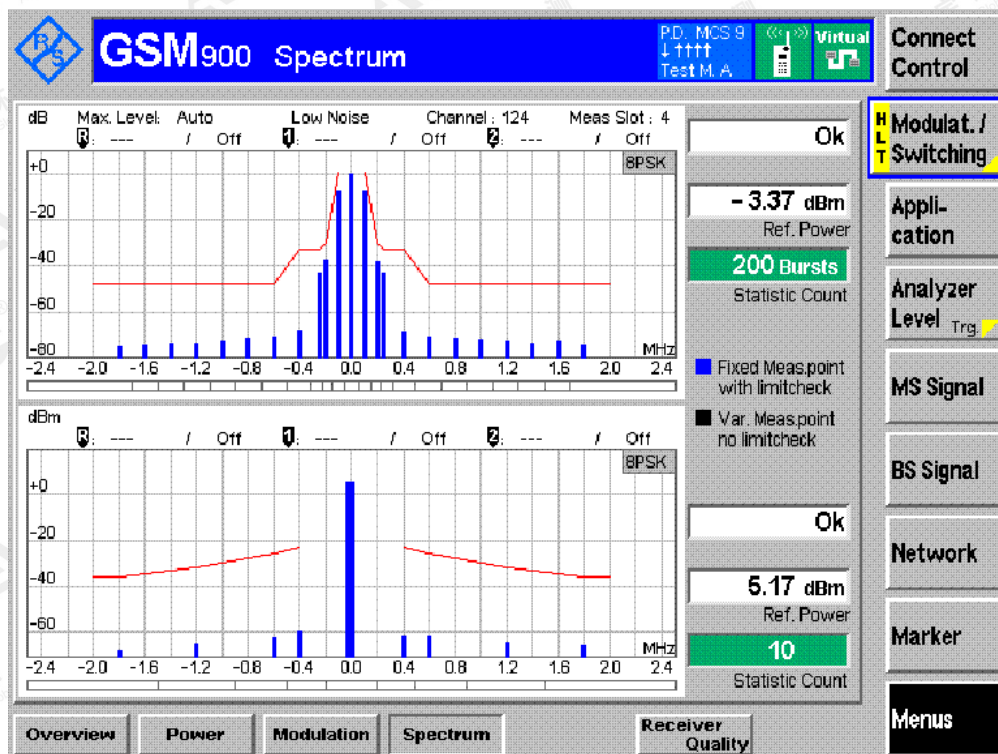 R/S
GSM900 Spectrum
P.D. MCS 9
Test M. A
Virtual
Connect
Control
dB Max. Level: Auto Low Noise Channel : 124 Meas Slot : 4
R: --- / Off 1: --- / Off 2: --- / Off
8PSK
+0
-20
-40
-60
-80
MHz
-2.4 -2.0 -1.6 -1.2 -0.8 -0.4 0.0 0.4 0.8 1.2 1.6 2.0 2.4
Ok
- 3.37 dBm
Ref. Power
200 Bursts
Statistic Count
Fixed Meas.point
with limitcheck
Var. Meas.point
no limitcheck
dBm
R: --- / Off 1: --- / Off 2: --- / Off
8PSK
+0
-20
-40
-60
MHz
-2.4 -2.0 -1.6 -1.2 -0.8 -0.4 0.0 0.4 0.8 1.2 1.6 2.0 2.4
Ok
5.17 dBm
Ref. Power
10
Statistic Count
HLT
Modulat. /
Switching
Appli-
cation
Analyzer
Level Trg.
MS Signal
BS Signal
Network
Marker
Menus
Overview
Power
Modulation
Spectrum
Receiver
Quality